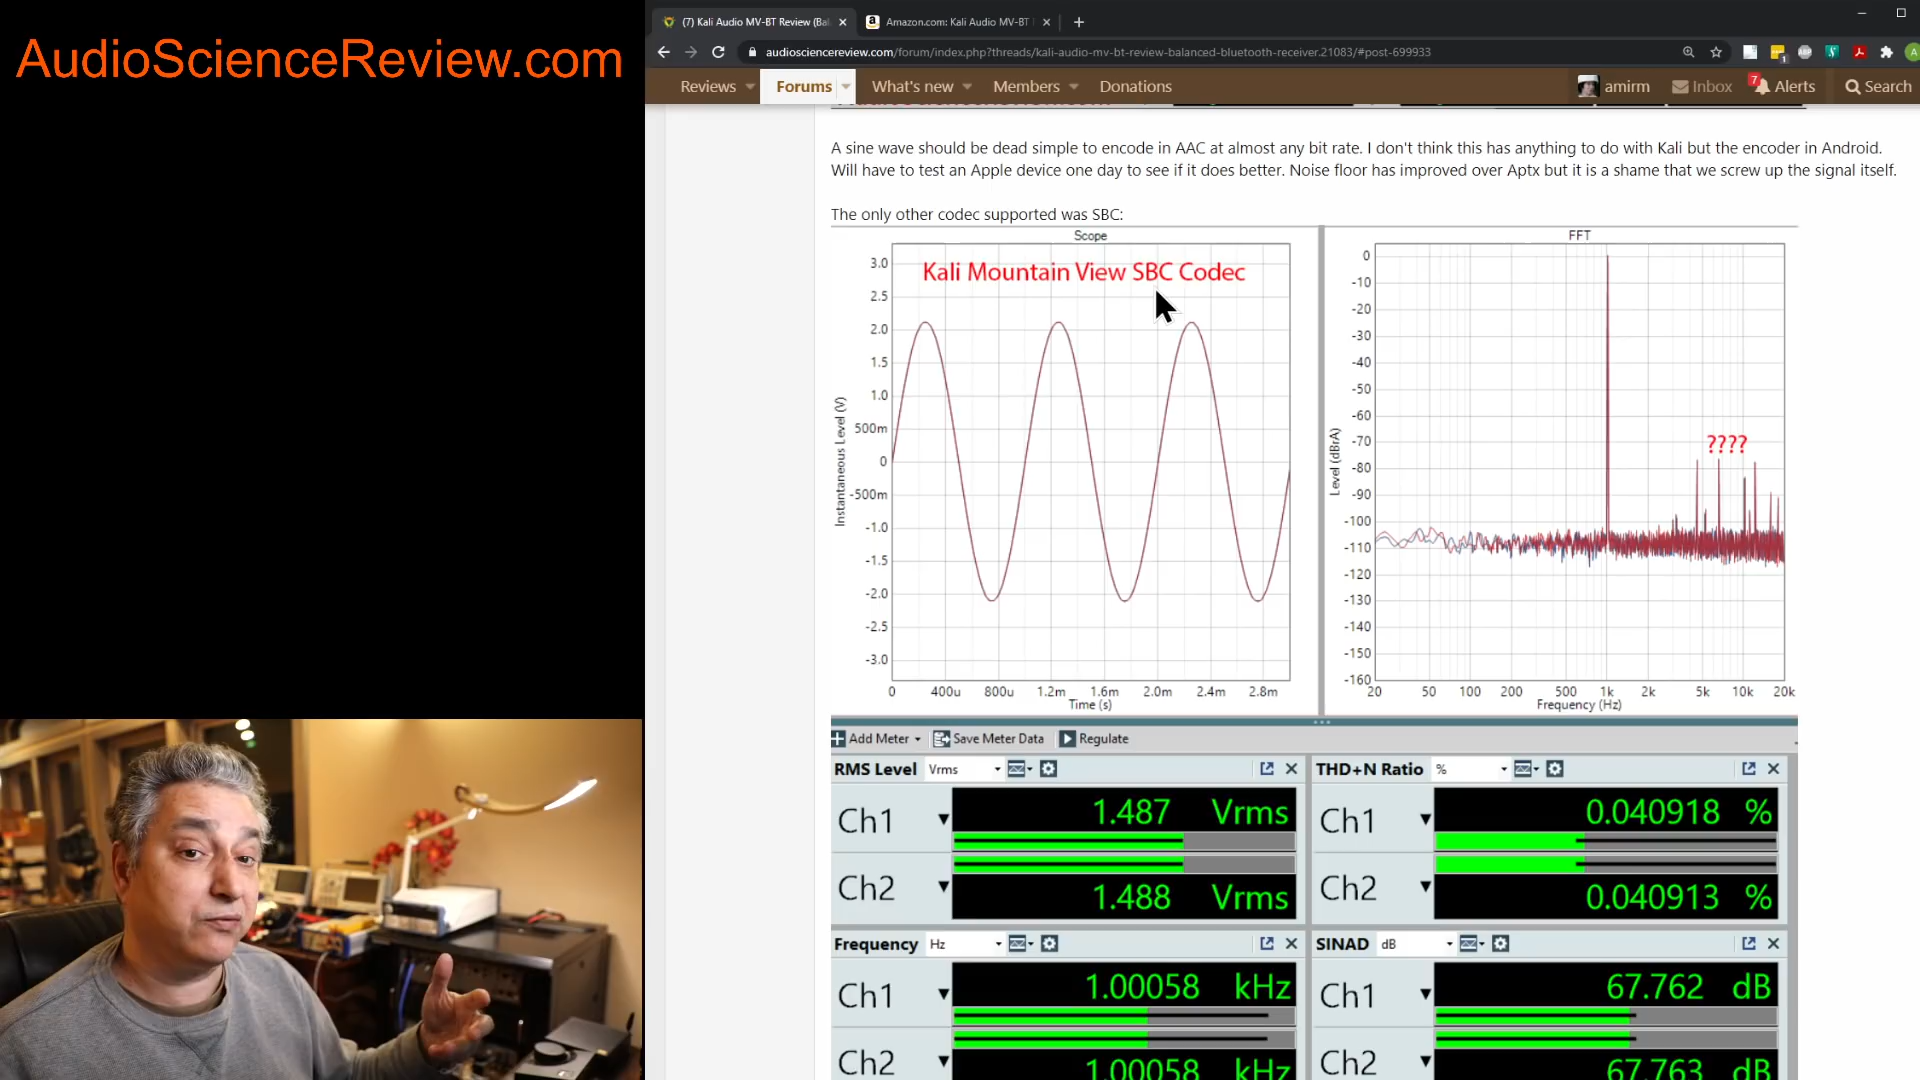 AudioScienceReview.com
(7) Kali Audio MV-BT Review (Bal
Amazon.com: Kali Audio MV-BT
audiosciencereview.com/forum/index.php?threads/kali-audio-mv-bt-review-balanced-bluetooth-receiver.21083/#post-699933
Reviews Forums What's new Members Donations 7 amirm Inbox Alerts Search
A sine wave should be dead simple to encode in AAC at almost any bit rate. I don't think this has anything to do with Kali but the encoder in Android.
Will have to test an Apple device one day to see if it does better. Noise floor has improved over Aptx but it is a shame that we screw up the signal itself.
The only other codec supported was SBC:
Scope
Kali Mountain View SBC Codec
Instantaneous Level (V)
3.0
2.5
2.0
1.5
1.0
500m
0
-500m
-1.0
-1.5
-2.0
-2.5
-3.0
0 400u 800u 1.2m 1.6m 2.0m 2.4m 2.8m
Time (s)
FFT
????
Level (dBrA)
0
-10
-20
-30
-40
-50
-60
-70
-80
-90
-100
-110
-120
-130
-140
-150
-160
20 50 100 200 500 1k 2k 5k 10k 20k
Frequency (Hz)
Add Meter Save Meter Data Regulate
RMS Level Vrms
Ch1 1.487 Vrms
Ch2 1.488 Vrms
THD+N Ratio %
Ch1 0.040918 %
Ch2 0.040913 %
Frequency Hz
Ch1 1.00058 kHz
Ch2 1.00058 kHz
SINAD dB
Ch1 67.762 dB
Ch2 67.763 dB